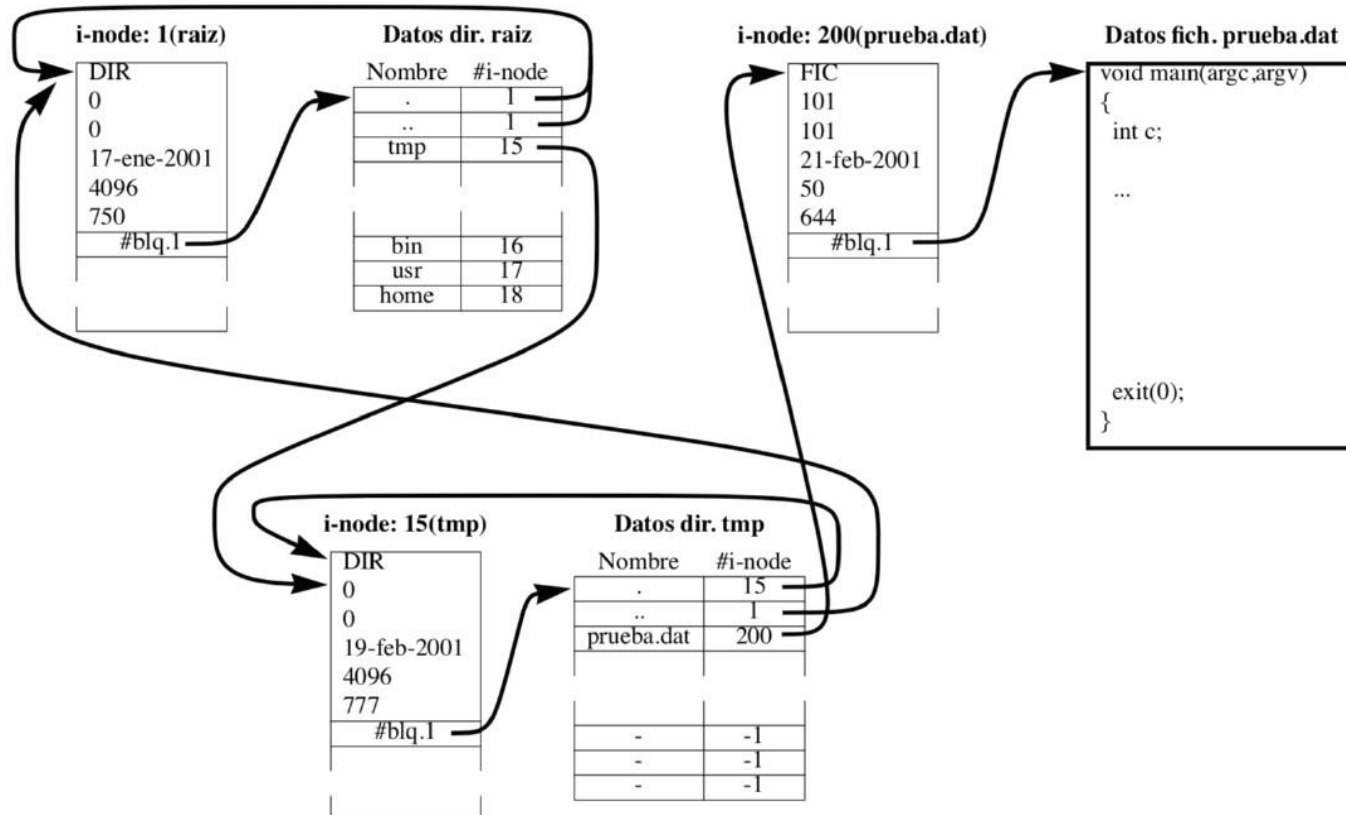 i-node: 1(raiz)
DIR
0
0
17-ene-2001
4096
750
#blq.1
Datos dir. raiz
Nombre #i-node
. 1
.. 1
tmp 15
bin 16
usr 17
home 18
i-node: 200(prueba.dat)
FIC
101
101
21-feb-2001
50
644
#blq.1
Datos fich. prueba.dat
void main(argc,argv)
{
int c;
...
exit(0);
}
i-node: 15(tmp)
DIR
0
0
19-feb-2001
4096
777
#blq.1
Datos dir. tmp
Nombre #i-node
. 15
.. 1
prueba.dat 200
- -1
- -1
- -1